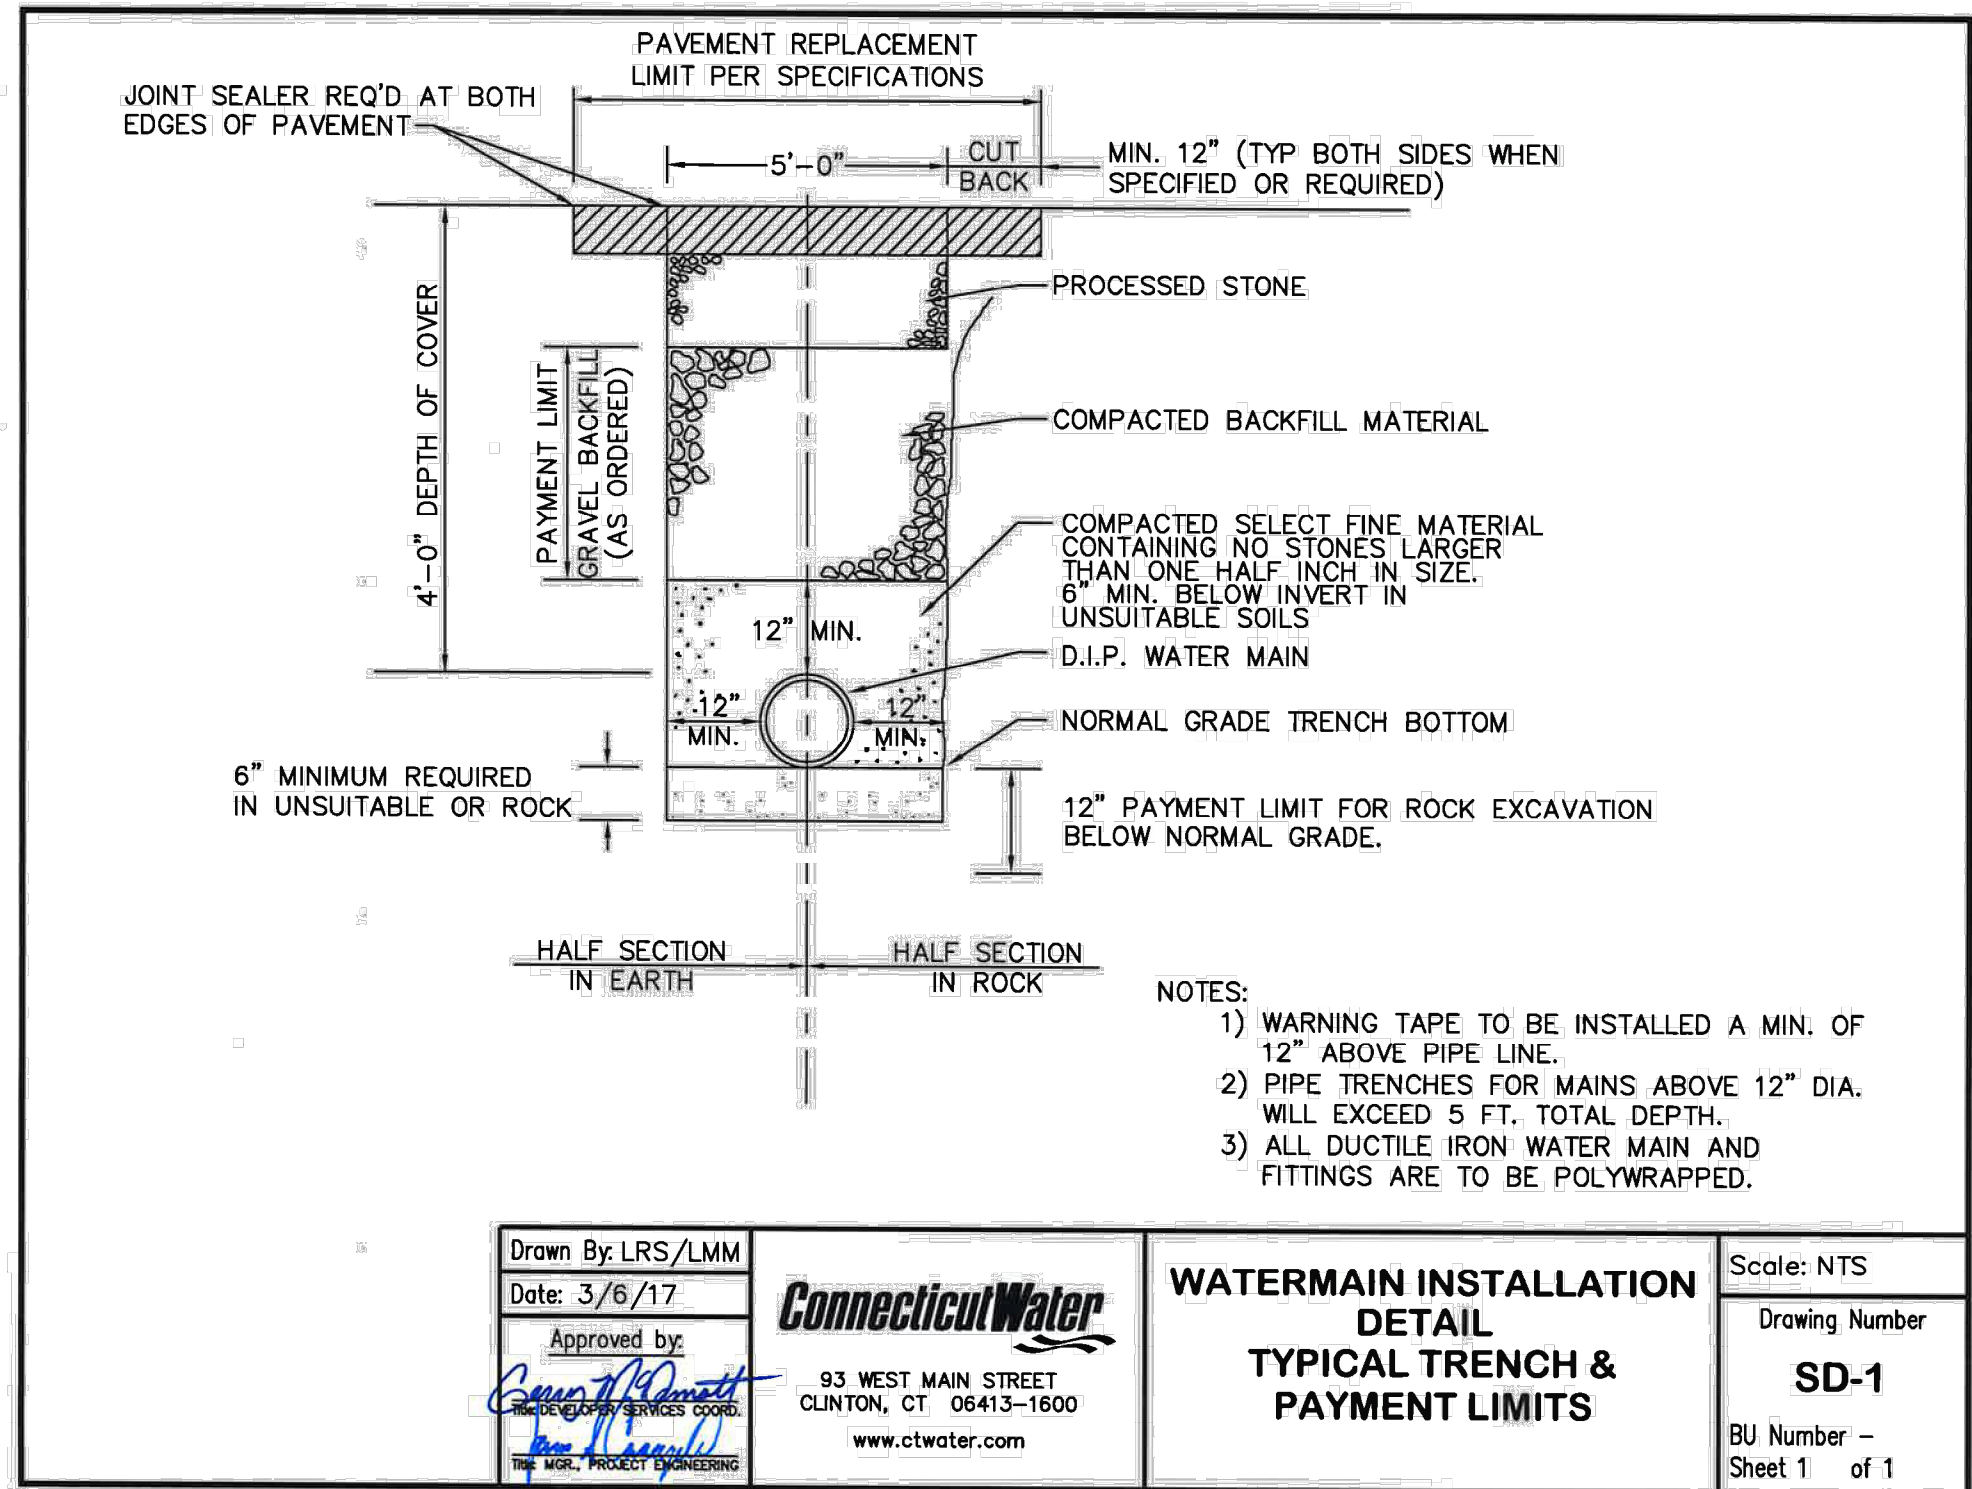 PAVEMENT REPLACEMENT
LIMIT PER SPECIFICATIONS
JOINT SEALER REQ'D AT BOTH
EDGES OF PAVEMENT
5'-0"
CUT
BACK
MIN. 12" (TYP BOTH SIDES WHEN
SPECIFIED OR REQUIRED)
PROCESSED STONE
4'-0" DEPTH OF COVER
PAYMENT LIMIT
GRAVEL BACKFILL
(AS ORDERED)
COMPACTED BACKFILL MATERIAL
COMPACTED SELECT FINE MATERIAL
CONTAINING NO STONES LARGER
THAN ONE HALF INCH IN SIZE.
6" MIN. BELOW INVERT IN
UNSUITABLE SOILS
12" MIN.
D.I.P. WATER MAIN
12"
MIN.
12"
MIN.
NORMAL GRADE TRENCH BOTTOM
6" MINIMUM REQUIRED
IN UNSUITABLE OR ROCK
12" PAYMENT LIMIT FOR ROCK EXCAVATION
BELOW NORMAL GRADE.
HALF SECTION
IN EARTH
HALF SECTION
IN ROCK
NOTES:
1) WARNING TAPE TO BE INSTALLED A MIN. OF
12" ABOVE PIPE LINE.
2) PIPE TRENCHES FOR MAINS ABOVE 12" DIA.
WILL EXCEED 5 FT. TOTAL DEPTH.
3) ALL DUCTILE IRON WATER MAIN AND
FITTINGS ARE TO BE POLYWRAPPED.
Drawn By: LRS/LMM
Date: 3/6/17
Approved by:
Title: DEVELOPER SERVICES COORD.
Title: MGR., PROJECT ENGINEERING
ConnecticutWater
93 WEST MAIN STREET
CLINTON, CT 06413-1600
www.ctwater.com
WATERMAIN INSTALLATION
DETAIL
TYPICAL TRENCH &
PAYMENT LIMITS
Scale: NTS
Drawing Number
SD-1
BU Number -
Sheet 1 of 1